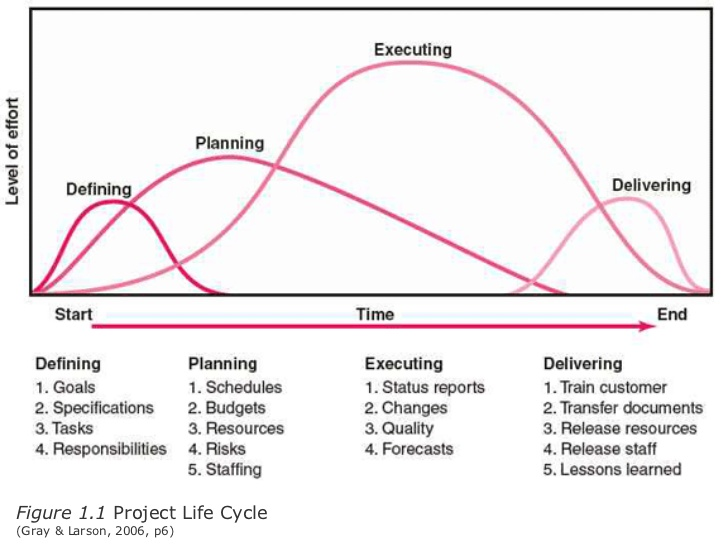 Executing
Planning
Defining
Delivering
Level of effort
Start
Time
End
Defining
1. Goals
2. Specifications
3. Tasks
4. Responsibilities
Planning
1. Schedules
2. Budgets
3. Resources
4. Risks
5. Staffing
Executing
1. Status reports
2. Changes
3. Quality
4. Forecasts
Delivering
1. Train customer
2. Transfer documents
3. Release resources
4. Release staff
5. Lessons learned
Figure 1.1 Project Life Cycle
(Gray & Larson, 2006, p6)